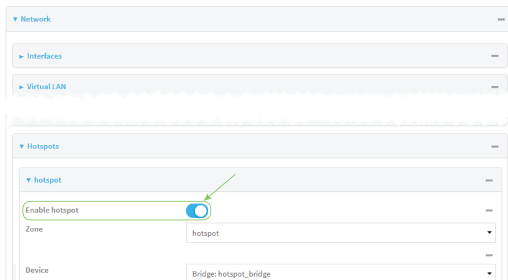 Network
Interfaces
Virtual LAN
Hotspots
hotspot
Enable hotspot
Zone
hotspot
Device
Bridge: hotspot_bridge